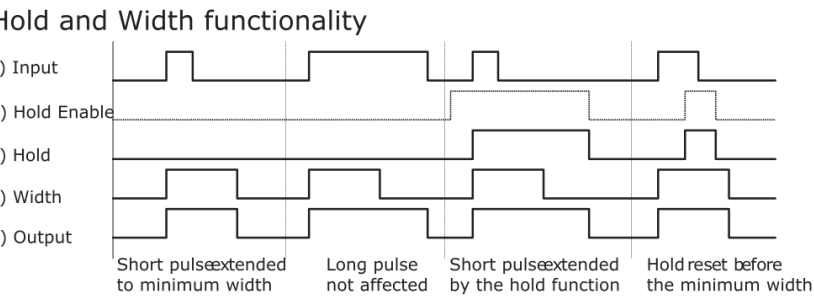 Hold and Width functionality
) Input
) Hold Enable
) Hold
) Width
) Output
Short pulse extended
to minimum width
Long pulse
not affected
Short pulse extended
by the hold function
Hold reset before
the minimum width